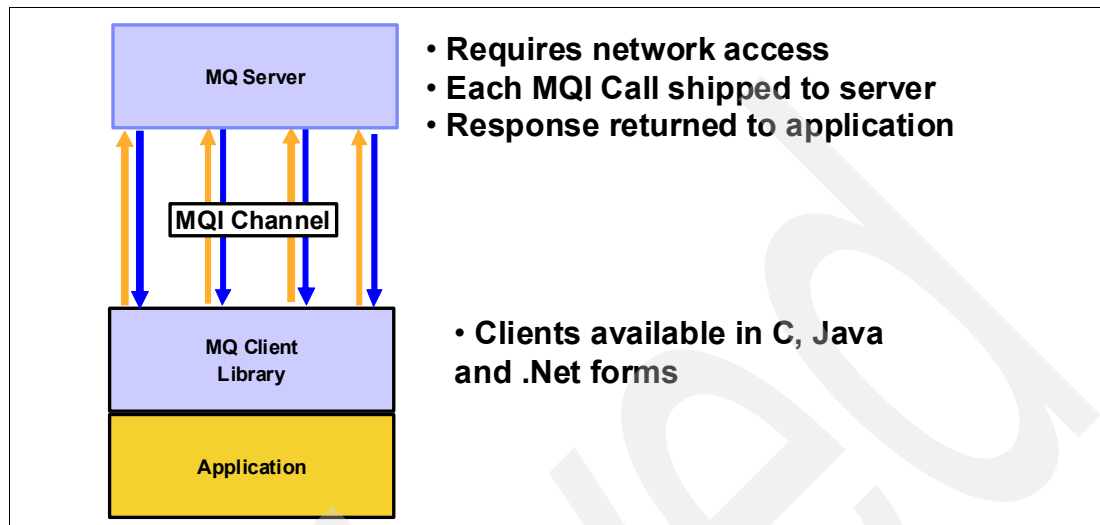 MQ Server
• Requires network access
• Each MQI Call shipped to server
• Response returned to application
MQI Channel
MQ Client
Library
• Clients available in C, Java
and .Net forms
Application